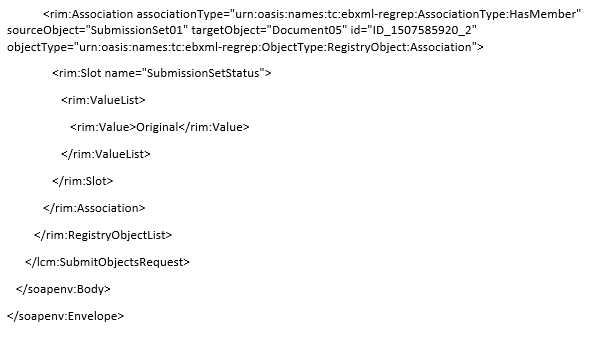 <rim:Association associationType="urn:oasis:names:tc:ebxml-regrep:AssociationType:HasMember"
sourceObject="SubmissionSet01" targetObject="Document05" id="ID_1507585920_2"
objectType="urn:oasis:names:tc:ebxml-regrep:ObjectType:RegistryObject:Association">
<rim:Slot name="SubmissionSetStatus">
<rim:ValueList>
<rim:Value>Original</rim:Value>
</rim:ValueList>
</rim:Slot>
</rim:Association>
</rim:RegistryObjectList>
</lcm:SubmitObjectsRequest>
</soapenv:Body>
</soapenv:Envelope>